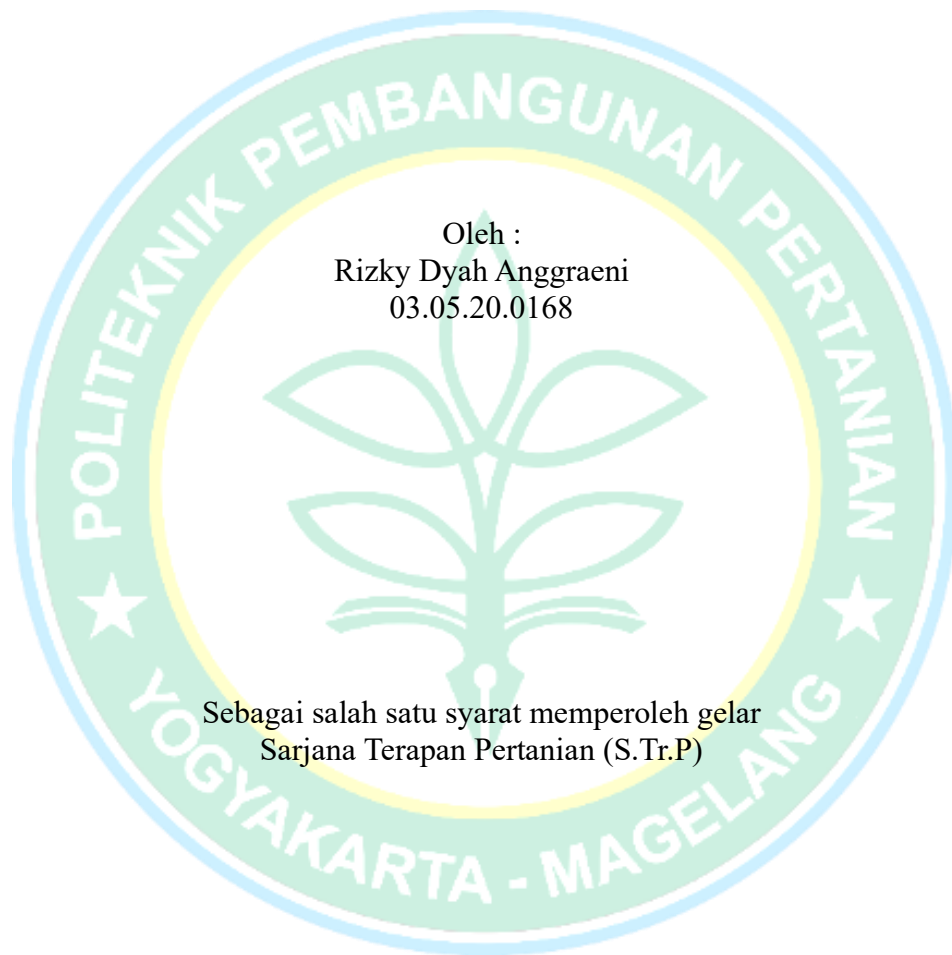 POLITEKNIK PEMBANGUNAN PERTANIAN
Oleh :
Rizky Dyah Anggraeni
03.05.20.0168
Sebagai salah satu syarat memperoleh gelar
Sarjana Terapan Pertanian (S.Tr.P)
YOGYAKARTA - MAGELANG